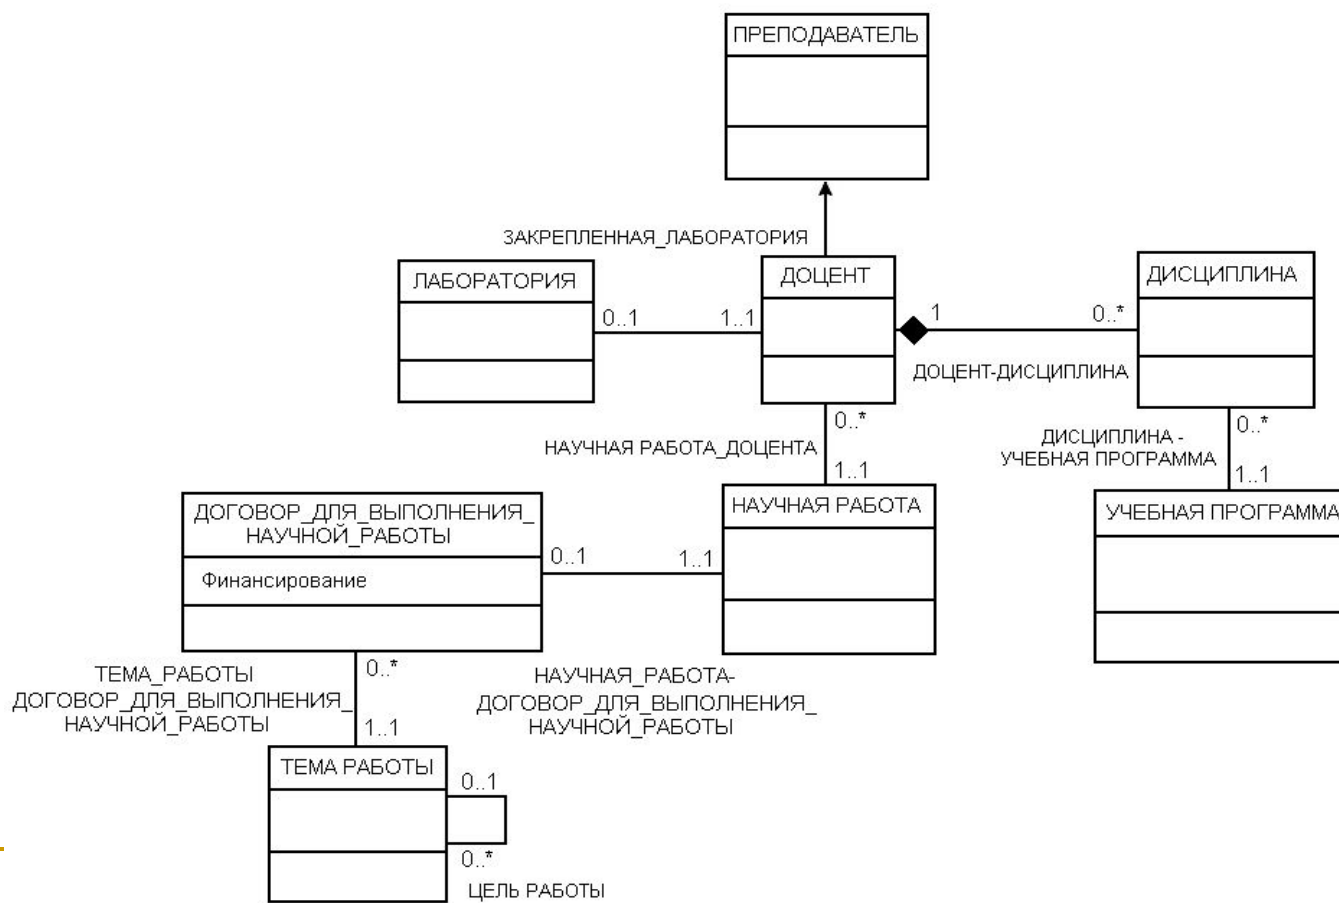 ПРЕПОДАВАТЕЛЬ
ЗАКРЕПЛЕННАЯ_ЛАБОРАТОРИЯ
ЛАБОРАТОРИЯ
0..1
1..1
ДОЦЕНТ
1
0..*
ДИСЦИПЛИНА
ДОЦЕНТ-ДИСЦИПЛИНА
0..*
НАУЧНАЯ РАБОТА_ДОЦЕНТА
1..1
0..*
ДИСЦИПЛИНА -
УЧЕБНАЯ ПРОГРАММА
1..1
ДОГОВОР_ДЛЯ_ВЫПОЛНЕНИЯ_
НАУЧНОЙ_РАБОТЫ
Финансирование
0..1
1..1
НАУЧНАЯ РАБОТА
УЧЕБНАЯ ПРОГРАММА
ТЕМА_РАБОТЫ
ДОГОВОР_ДЛЯ_ВЫПОЛНЕНИЯ_
НАУЧНОЙ_РАБОТЫ
0..*
1..1
НАУЧНАЯ_РАБОТА-
ДОГОВОР_ДЛЯ_ВЫПОЛНЕНИЯ_
НАУЧНОЙ_РАБОТЫ
ТЕМА РАБОТЫ
0..1
0..*
ЦЕЛЬ РАБОТЫ